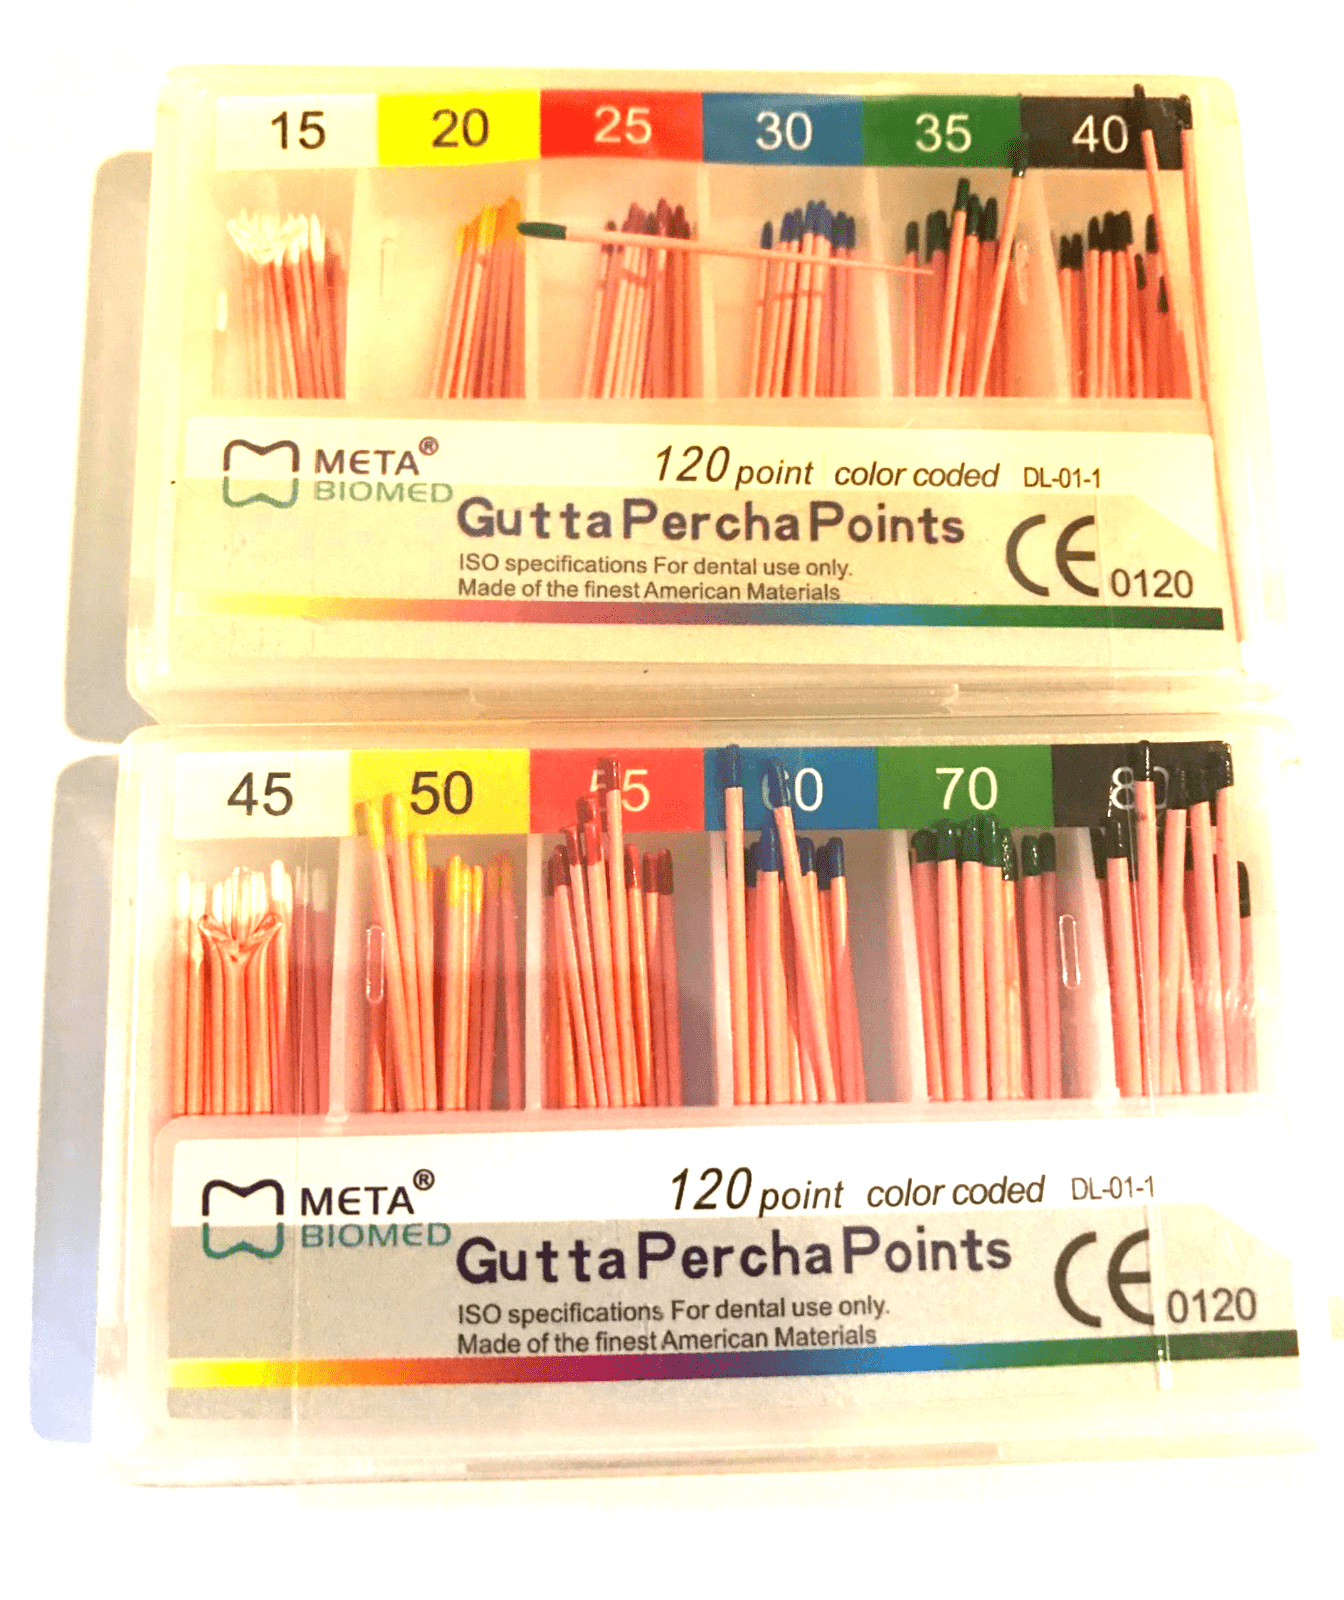 15 20 25 30 35 40
META®
BIOMED
120 point color coded DL-01-1
Gutta Percha Points
ISO specifications For dental use only.
Made of the finest American Materials
CE 0120
45 50 55 60 70 80
META®
BIOMED
120 point color coded DL-01-1
Gutta Percha Points
ISO specifications For dental use only.
Made of the finest American Materials
CE 0120